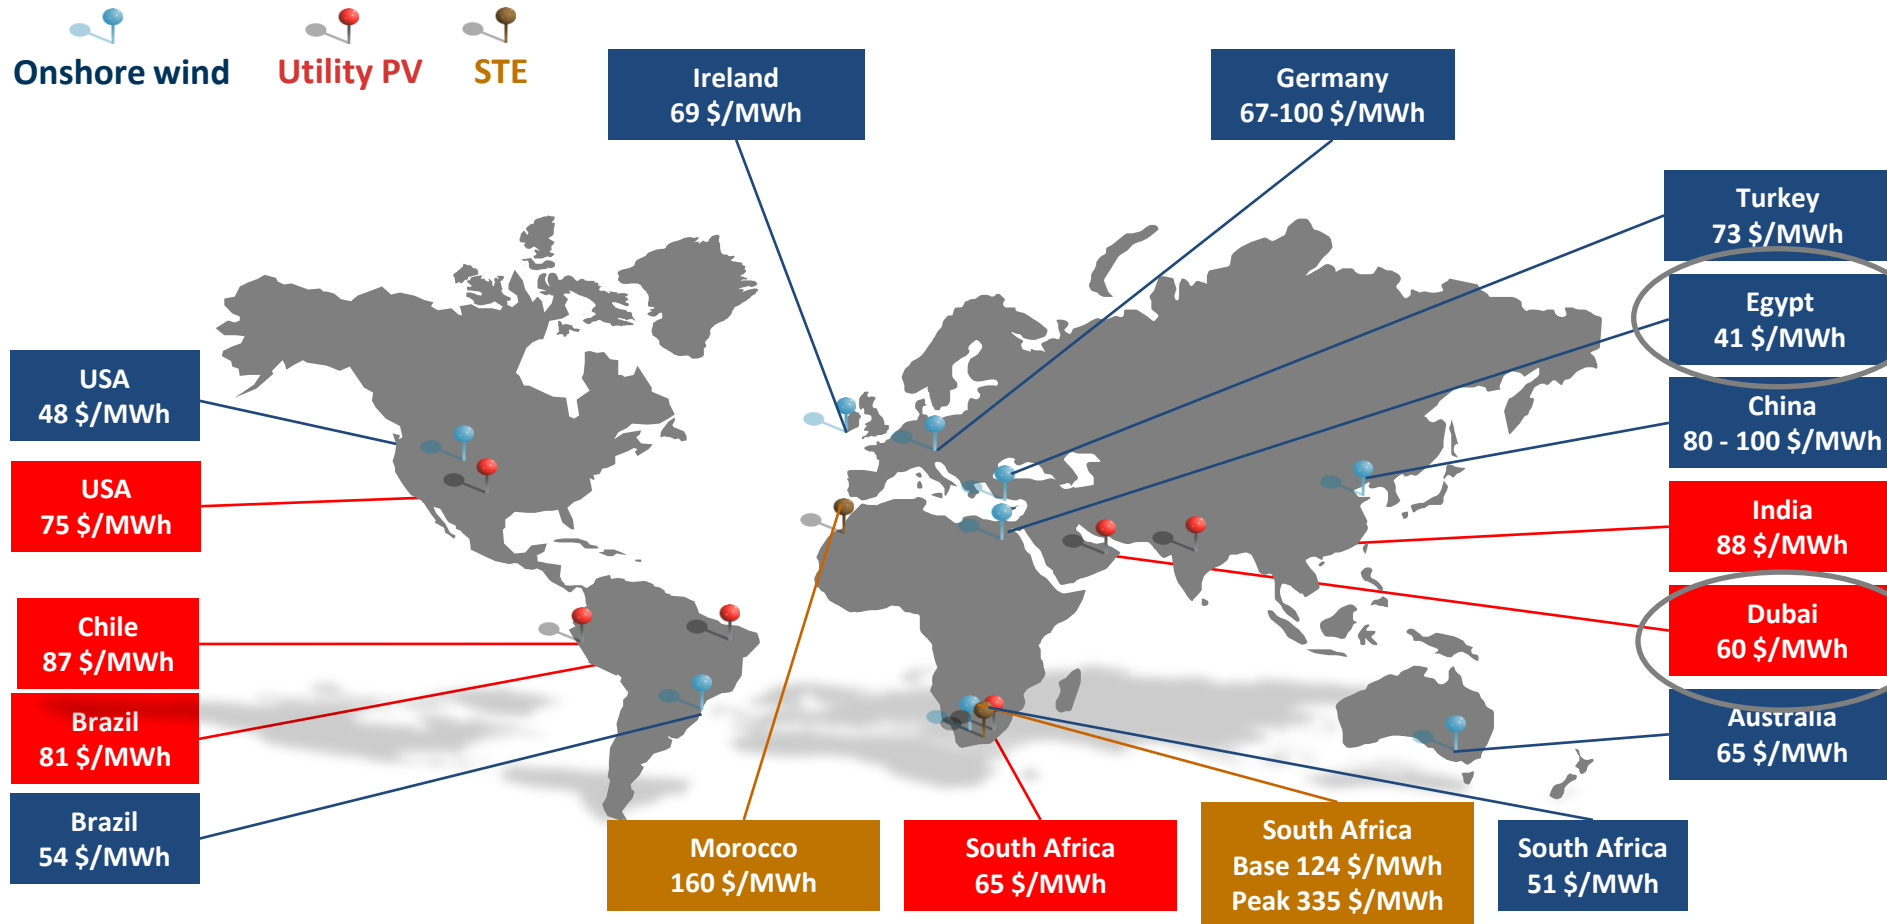 Onshore wind
Utility PV
STE
Ireland
69 $/MWh
Germany
67-100 $/MWh
Turkey
73 $/MWh
Egypt
41 $/MWh
China
80 - 100 $/MWh
India
88 $/MWh
Dubai
60 $/MWh
Australia
65 $/MWh
USA
48 $/MWh
USA
75 $/MWh
Chile
87 $/MWh
Brazil
81 $/MWh
Brazil
54 $/MWh
Morocco
160 $/MWh
South Africa
65 $/MWh
South Africa
Base 124 $/MWh
Peak 335 $/MWh
South Africa
51 $/MWh